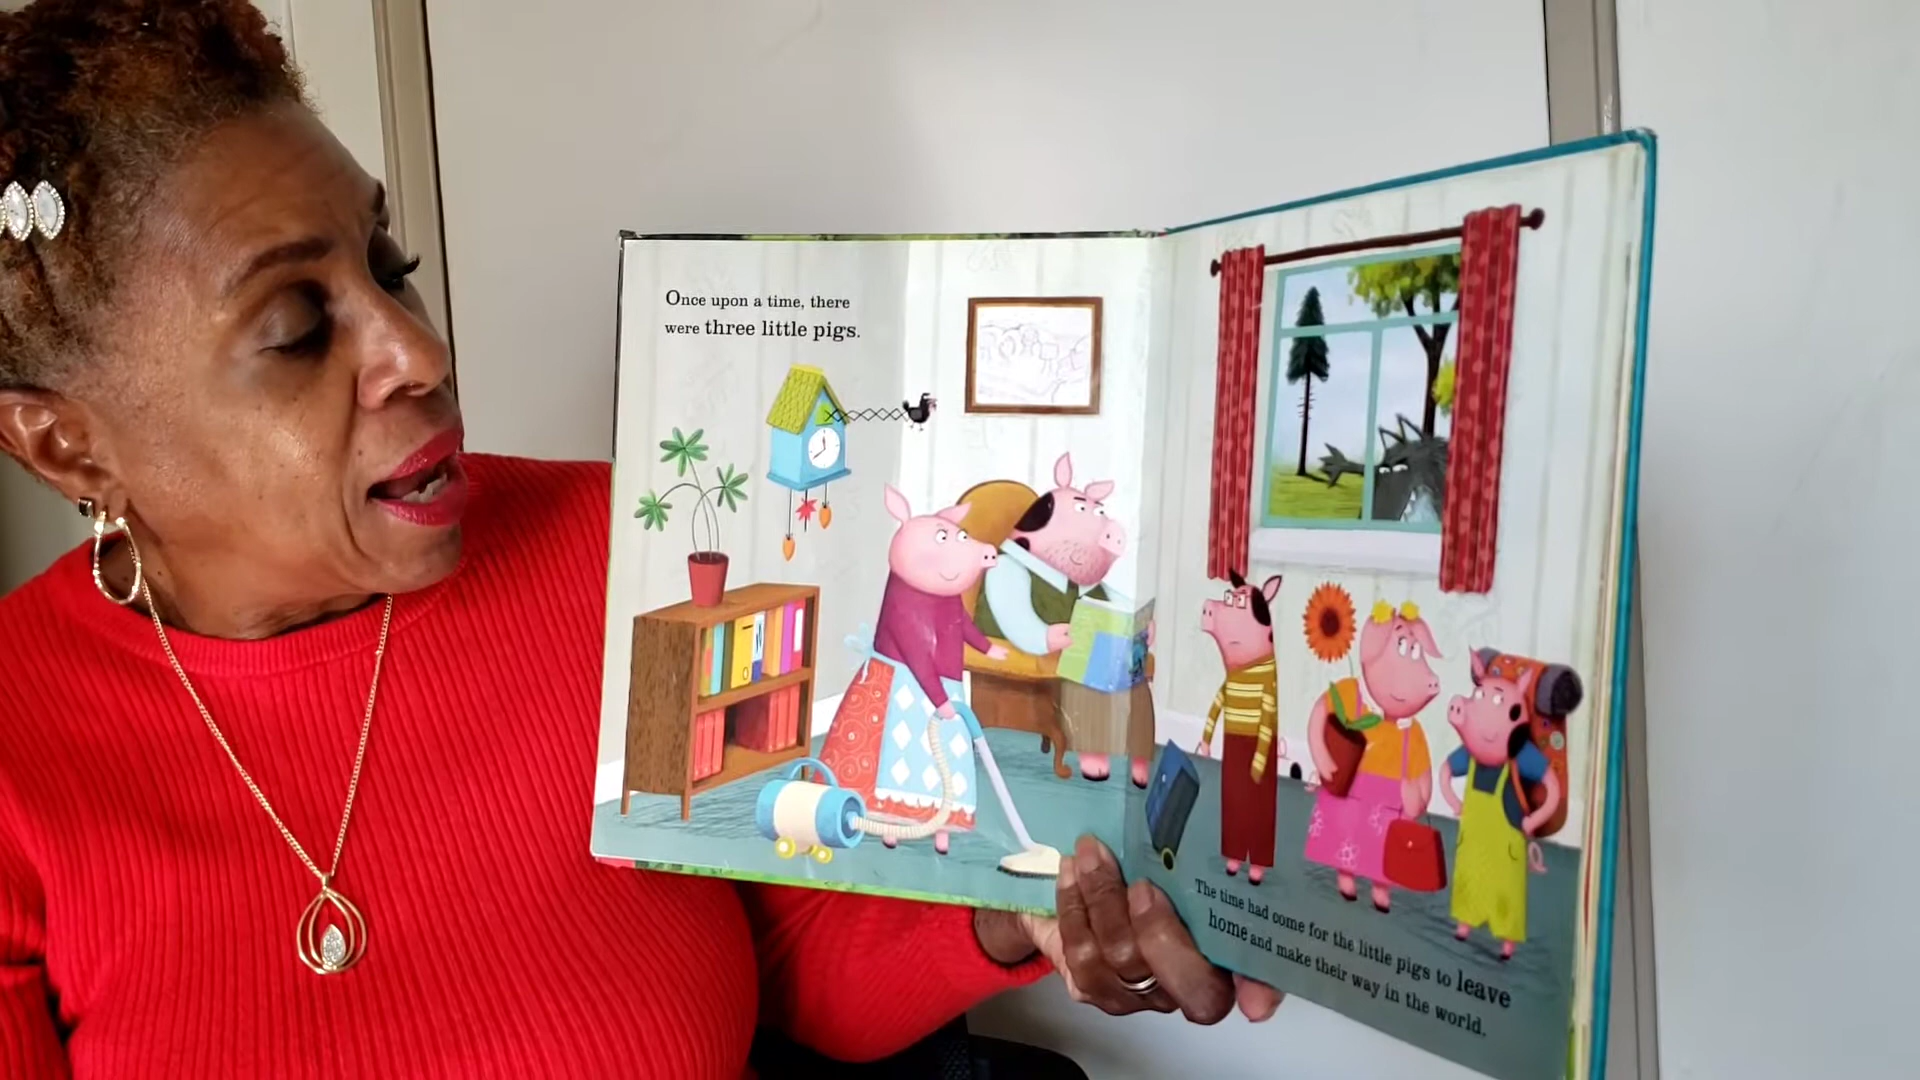 Once upon a time, there
were three little pigs.
The time had come for the little pigs to leave
home and make their way in the world.